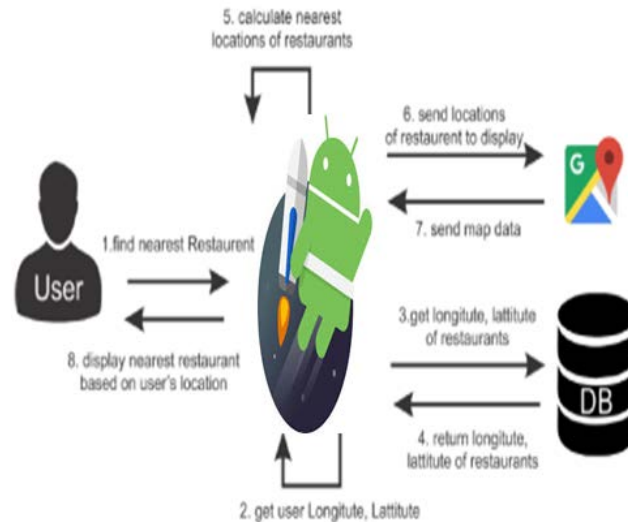 5. calculate nearest
locations of restaurants
6. send locations
of restaurent to display
G
7. send map data
1.find nearest Restaurent
User
8. display nearest restaurant
based on user's location
3.get longitute, lattitute
of restaurants
DB
4. return longitute,
lattitute of restaurants
2. get user Longitute, Lattitute